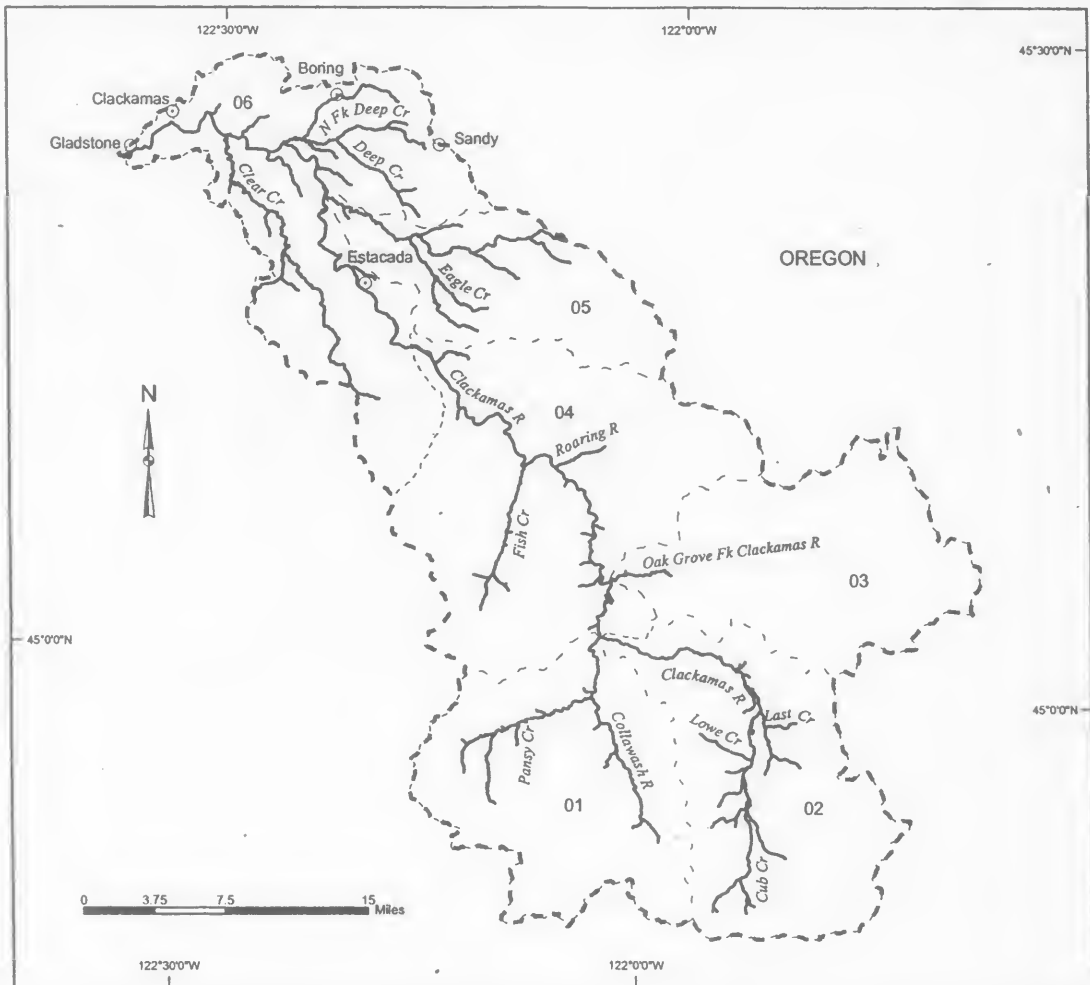 122°30'0"W
122°0'0"W
45°30'0"N
Boring
Clackamas
06
N Fk Deep Cr
Gladstone
Sandy
Deep Cr
Clear Cr
OREGON
Estacada
Eagle Cr
05
Clackamas R
04
N
Roaring R
Fish Cr
Oak Grove Fk Clackamas R
03
45°0'0"N
Clackamas R
Last Cr
45°0'0"N
Lowe Cr
Pansy Cr
Collawash R
01
02
Cub Cr
0 3.75 7.5 15
Miles
122°30'0"W
122°0'0"W